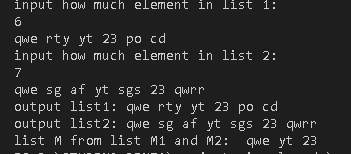 input how much element in list 1:
6
qwe rty yt 23 po cd
input how much element in list 2:
7
qwe sg af yt sgs 23 qwrr
output list1: qwe rty yt 23 po cd
output list2: qwe sg af yt sgs 23 qwrr
list M from list M1 and M2:  qwe yt 23